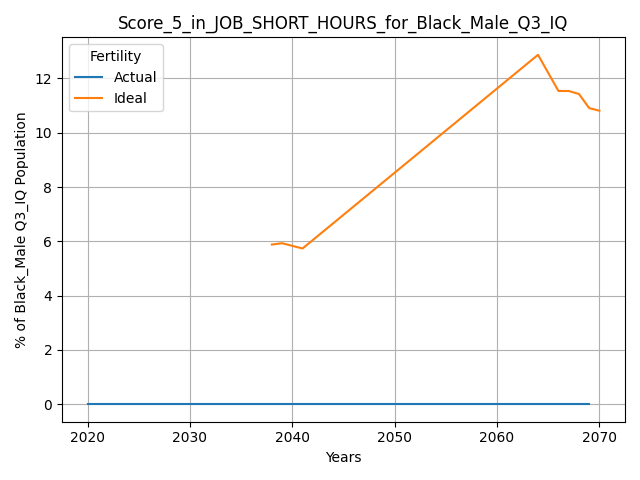 Score_5_in_JOB_SHORT_HOURS_for_Black_Male_Q3_IQ
Fertility
Actual
Ideal
% of Black_Male Q3_IQ Population
12
10
8
6
4
2
0
2020 2030 2040 2050 2060 2070
Years